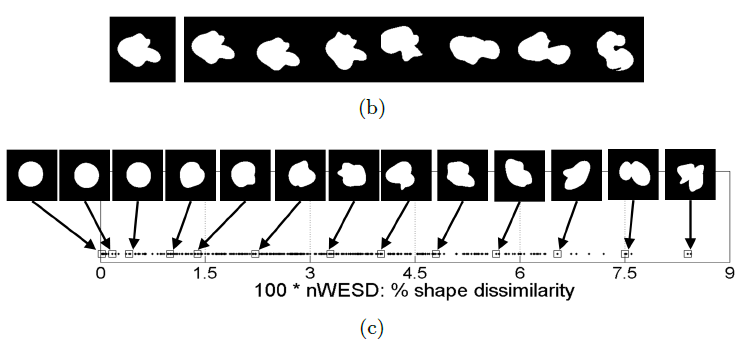 (b)
0 1.5 3 4.5 6 7.5 9
100 * nWESD: % shape dissimilarity
(c)